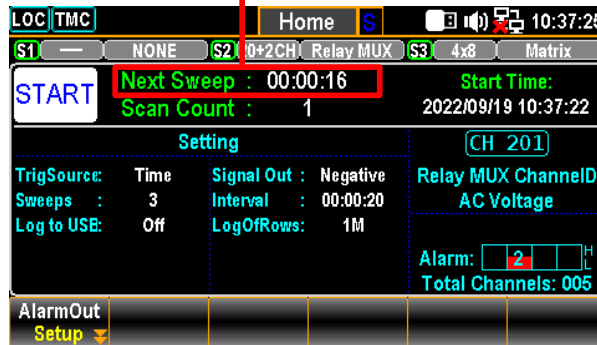 LOC TMC Home S 10:37:2
S1 — NONE S2 20+2CH Relay MUX S3 4x8 Matrix
START
Next Sweep : 00:00:16
Scan Count : 1
Start Time:
2022/09/19 10:37:22
Setting
TrigSource: Time Signal Out : Negative
Sweeps : 3 Interval : 00:00:20
Log to USB: Off LogOfRows: 1M
CH 201
Relay MUX ChannelD
AC Voltage
Alarm: 2 H L
Total Channels: 005
AlarmOut
Setup